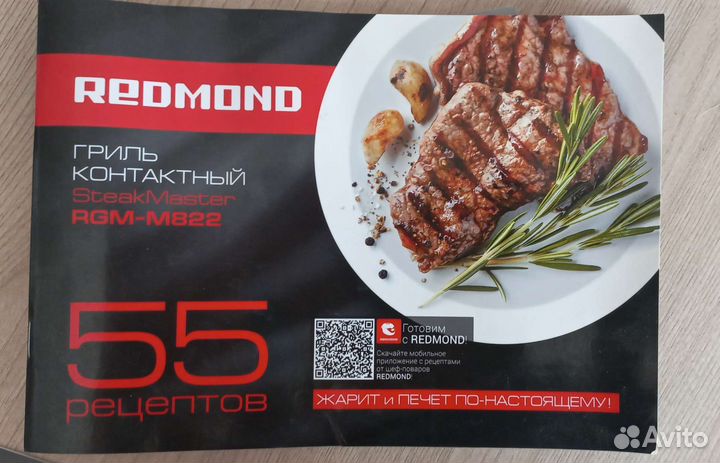 REDMOND
ГРИЛЬ
КОНТАКТНЫЙ
SteakMaster
RGM-M822
55
рецептов
Готовим
с REDMOND!
Скачайте мобильное
приложение с рецептами
от шеф-поваров
REDMOND!
ЖАРИТ и ПЕЧЕТ ПО-НАСТОЯЩЕМУ!
Avito